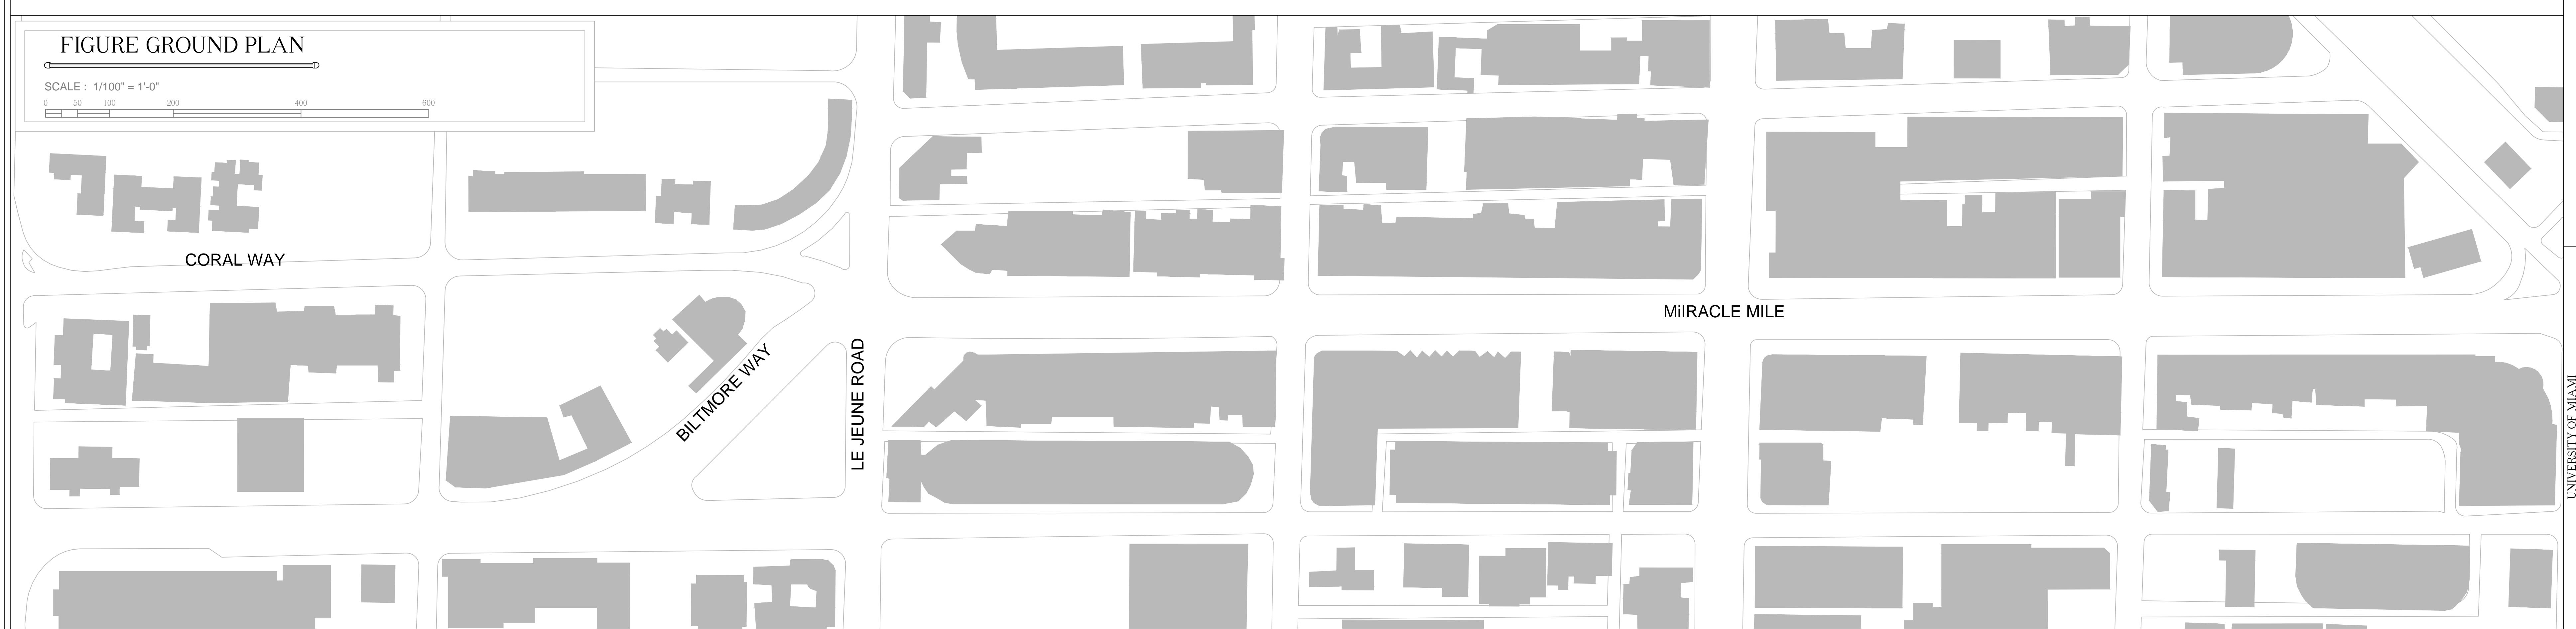 FIGURE GROUND PLAN
SCALE : 1/100" = 1'-0"
0 50 100 200 400 600
CORAL WAY
BILTMORE WAY
LE JEUNE ROAD
MiIRACLE MILE
UNIVERSITY OF MIAMI